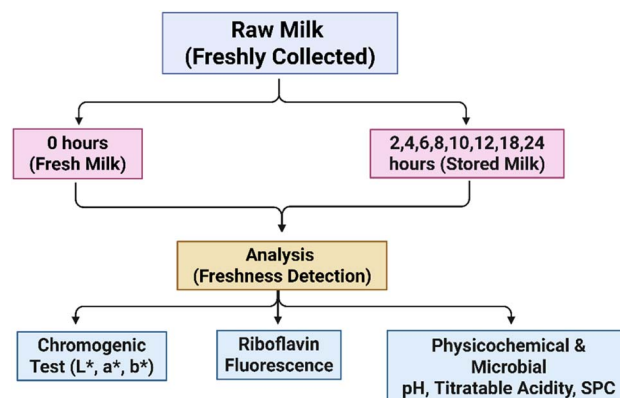 Raw Milk
(Freshly Collected)
0 hours
(Fresh Milk)
2,4,6,8,10,12,18,24
hours (Stored Milk)
Analysis
(Freshness Detection)
Chromogenic
Test (L*, a*, b*)
Riboflavin
Fluorescence
Physicochemical &
Microbial
pH, Titratable Acidity, SPC